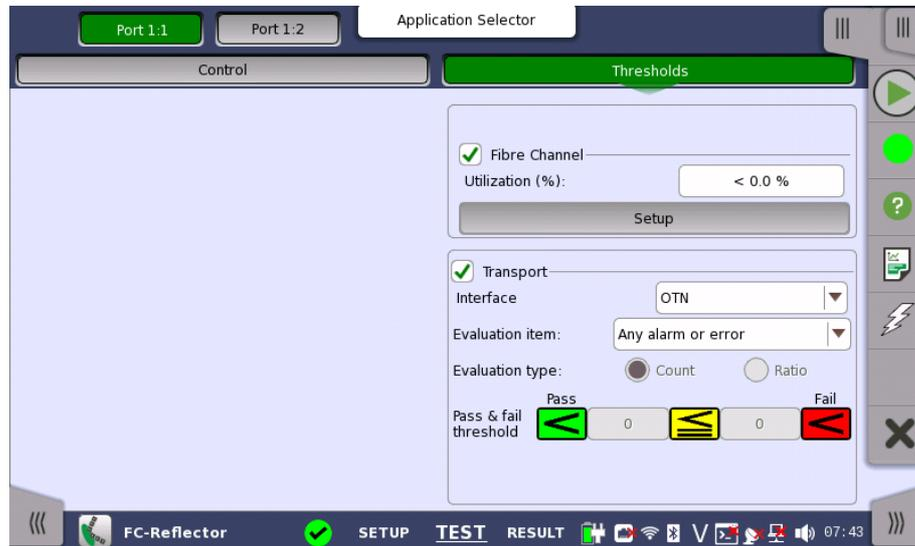 Application Selector
Port 1:1
Port 1:2
Control
Thresholds
Fibre Channel
Utilization (%):
< 0.0 %
Setup
Transport
Interface
OTN
Evaluation item:
Any alarm or error
Evaluation type:
Count
Ratio
Pass
Fail
Pass & fail
threshold
0
0
FC-Reflector
SETUP
TEST
RESULT
07:43